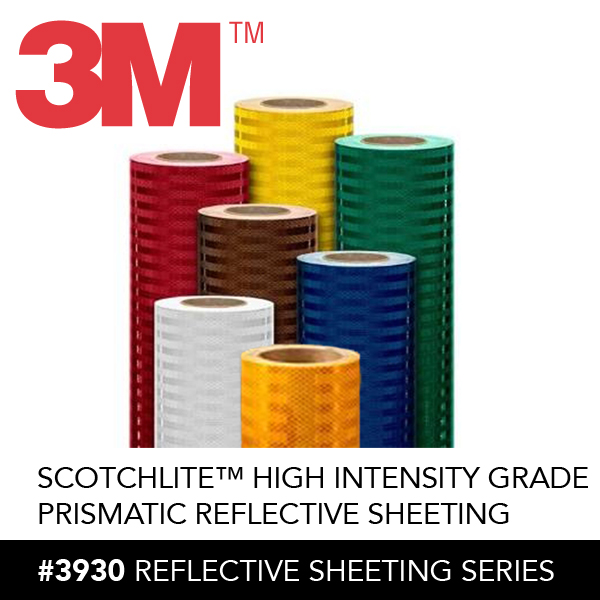 3M™
SCOTCHLITE™ HIGH INTENSITY GRADE
PRISMATIC REFLECTIVE SHEETING
#3930 REFLECTIVE SHEETING SERIES